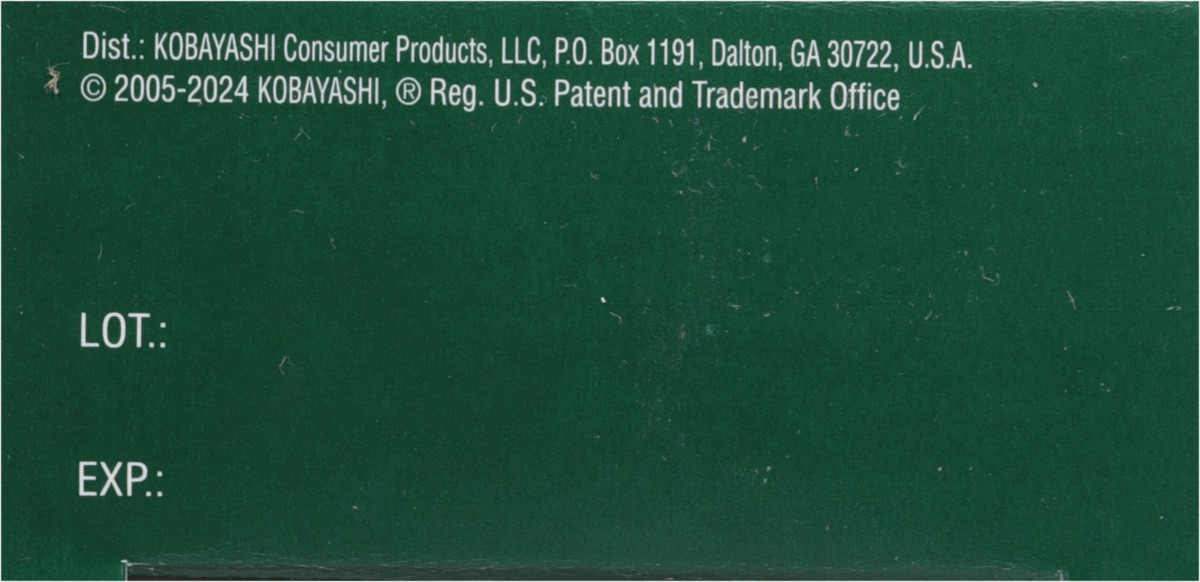 Dist.: KOBAYASHI Consumer Products, LLC, P.O. Box 1191, Dalton, GA 30722, U.S.A.
© 2005-2024 KOBAYASHI, ® Reg. U.S. Patent and Trademark Office
LOT.:
EXP.: